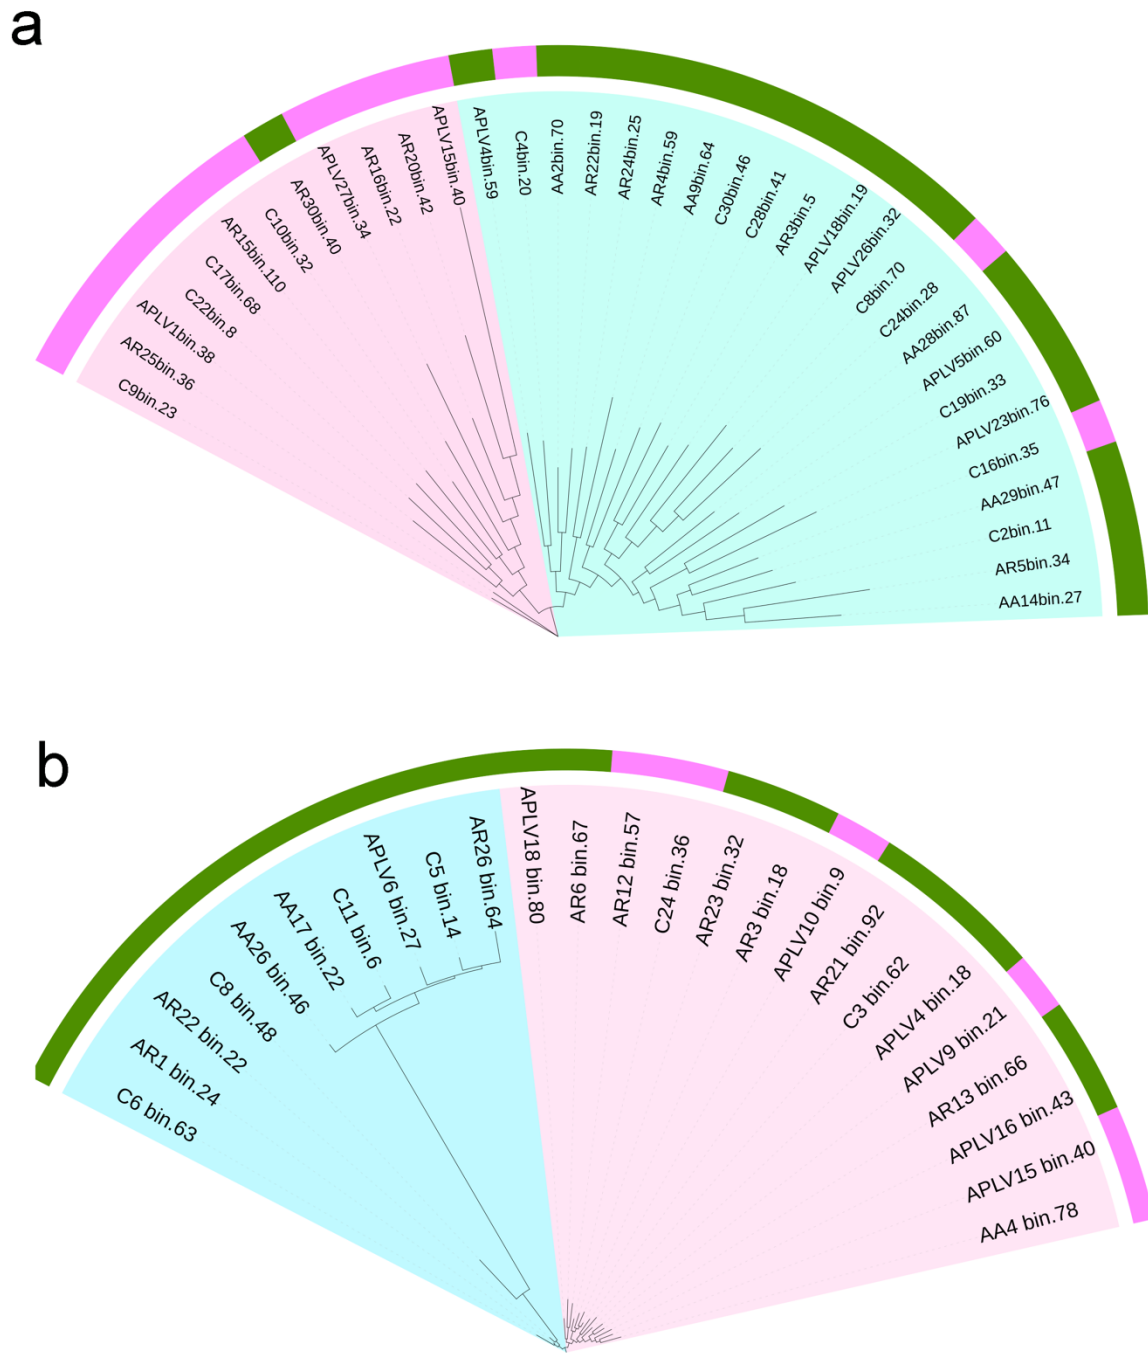 a
C9bin.23
AR25bin.36
APLV1bin.38
C22bin.8
C17bin.68
AR15bin.110
C10bin.32
AR30bin.40
APLV27bin.34
AR16bin.22
AR20bin.42
APLV15bin.40
APLV4bin.59
C4bin.20
AA2bin.70
AR22bin.19
AR24bin.25
AR4bin.59
AA9bin.64
C30bin.46
C28bin.41
AR3bin.5
APLV18bin.19
APLV26bin.32
C8bin.70
C24bin.28
AA28bin.87
APLV5bin.60
C19bin.33
APLV23bin.76
C16bin.35
AA29bin.47
C2bin.11
AR5bin.34
AA14bin.27
b
C6 bin.63
AR1 bin.24
AR22 bin.22
C8 bin.48
AA26 bin.46
AA17 bin.22
C11 bin.6
APLV6 bin.27
C5 bin.14
AR26 bin.64
APLV18 bin.80
AR6 bin.67
AR12 bin.57
C24 bin.36
AR23 bin.32
AR3 bin.18
APLV10 bin.9
AR21 bin.92
C3 bin.62
APLV4 bin.18
APLV9 bin.21
AR13 bin.66
APLV16 bin.43
APLV15 bin.40
AA4 bin.78